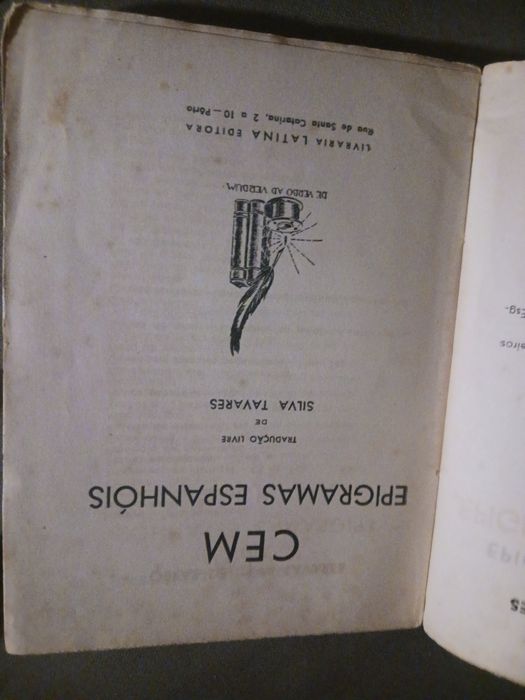 CEM
EPIGRAMAS ESPANHÓIS
TRADUÇÃO LIVRE
DE
SILVA TAVARES
DE VERBO AD VERBUM.
LIVRARIA LATINA EDITORA
Rua de Santa Catarina, 2 a 10 — Pôrto